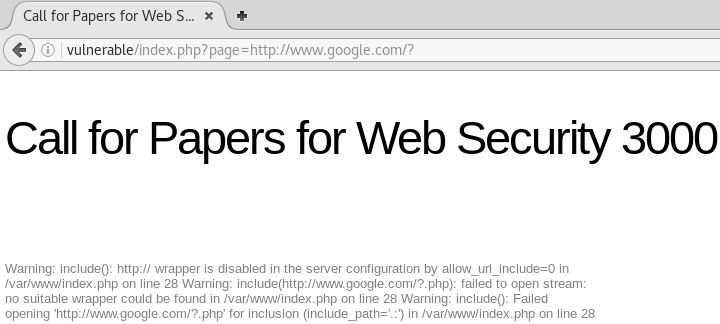 Call for Papers for Web S...
vulnerable/index.php?page=http://www.google.com/?
Call for Papers for Web Security 3000
Warning: include(): http:// wrapper is disabled in the server configuration by allow_url_include=0 in
/var/www/index.php on line 28 Warning: include(http://www.google.com/?.php): failed to open stream:
no suitable wrapper could be found in /var/www/index.php on line 28 Warning: include(): Failed
opening 'http://www.google.com/?.php' for inclusion (include_path='.:') in /var/www/index.php on line 28